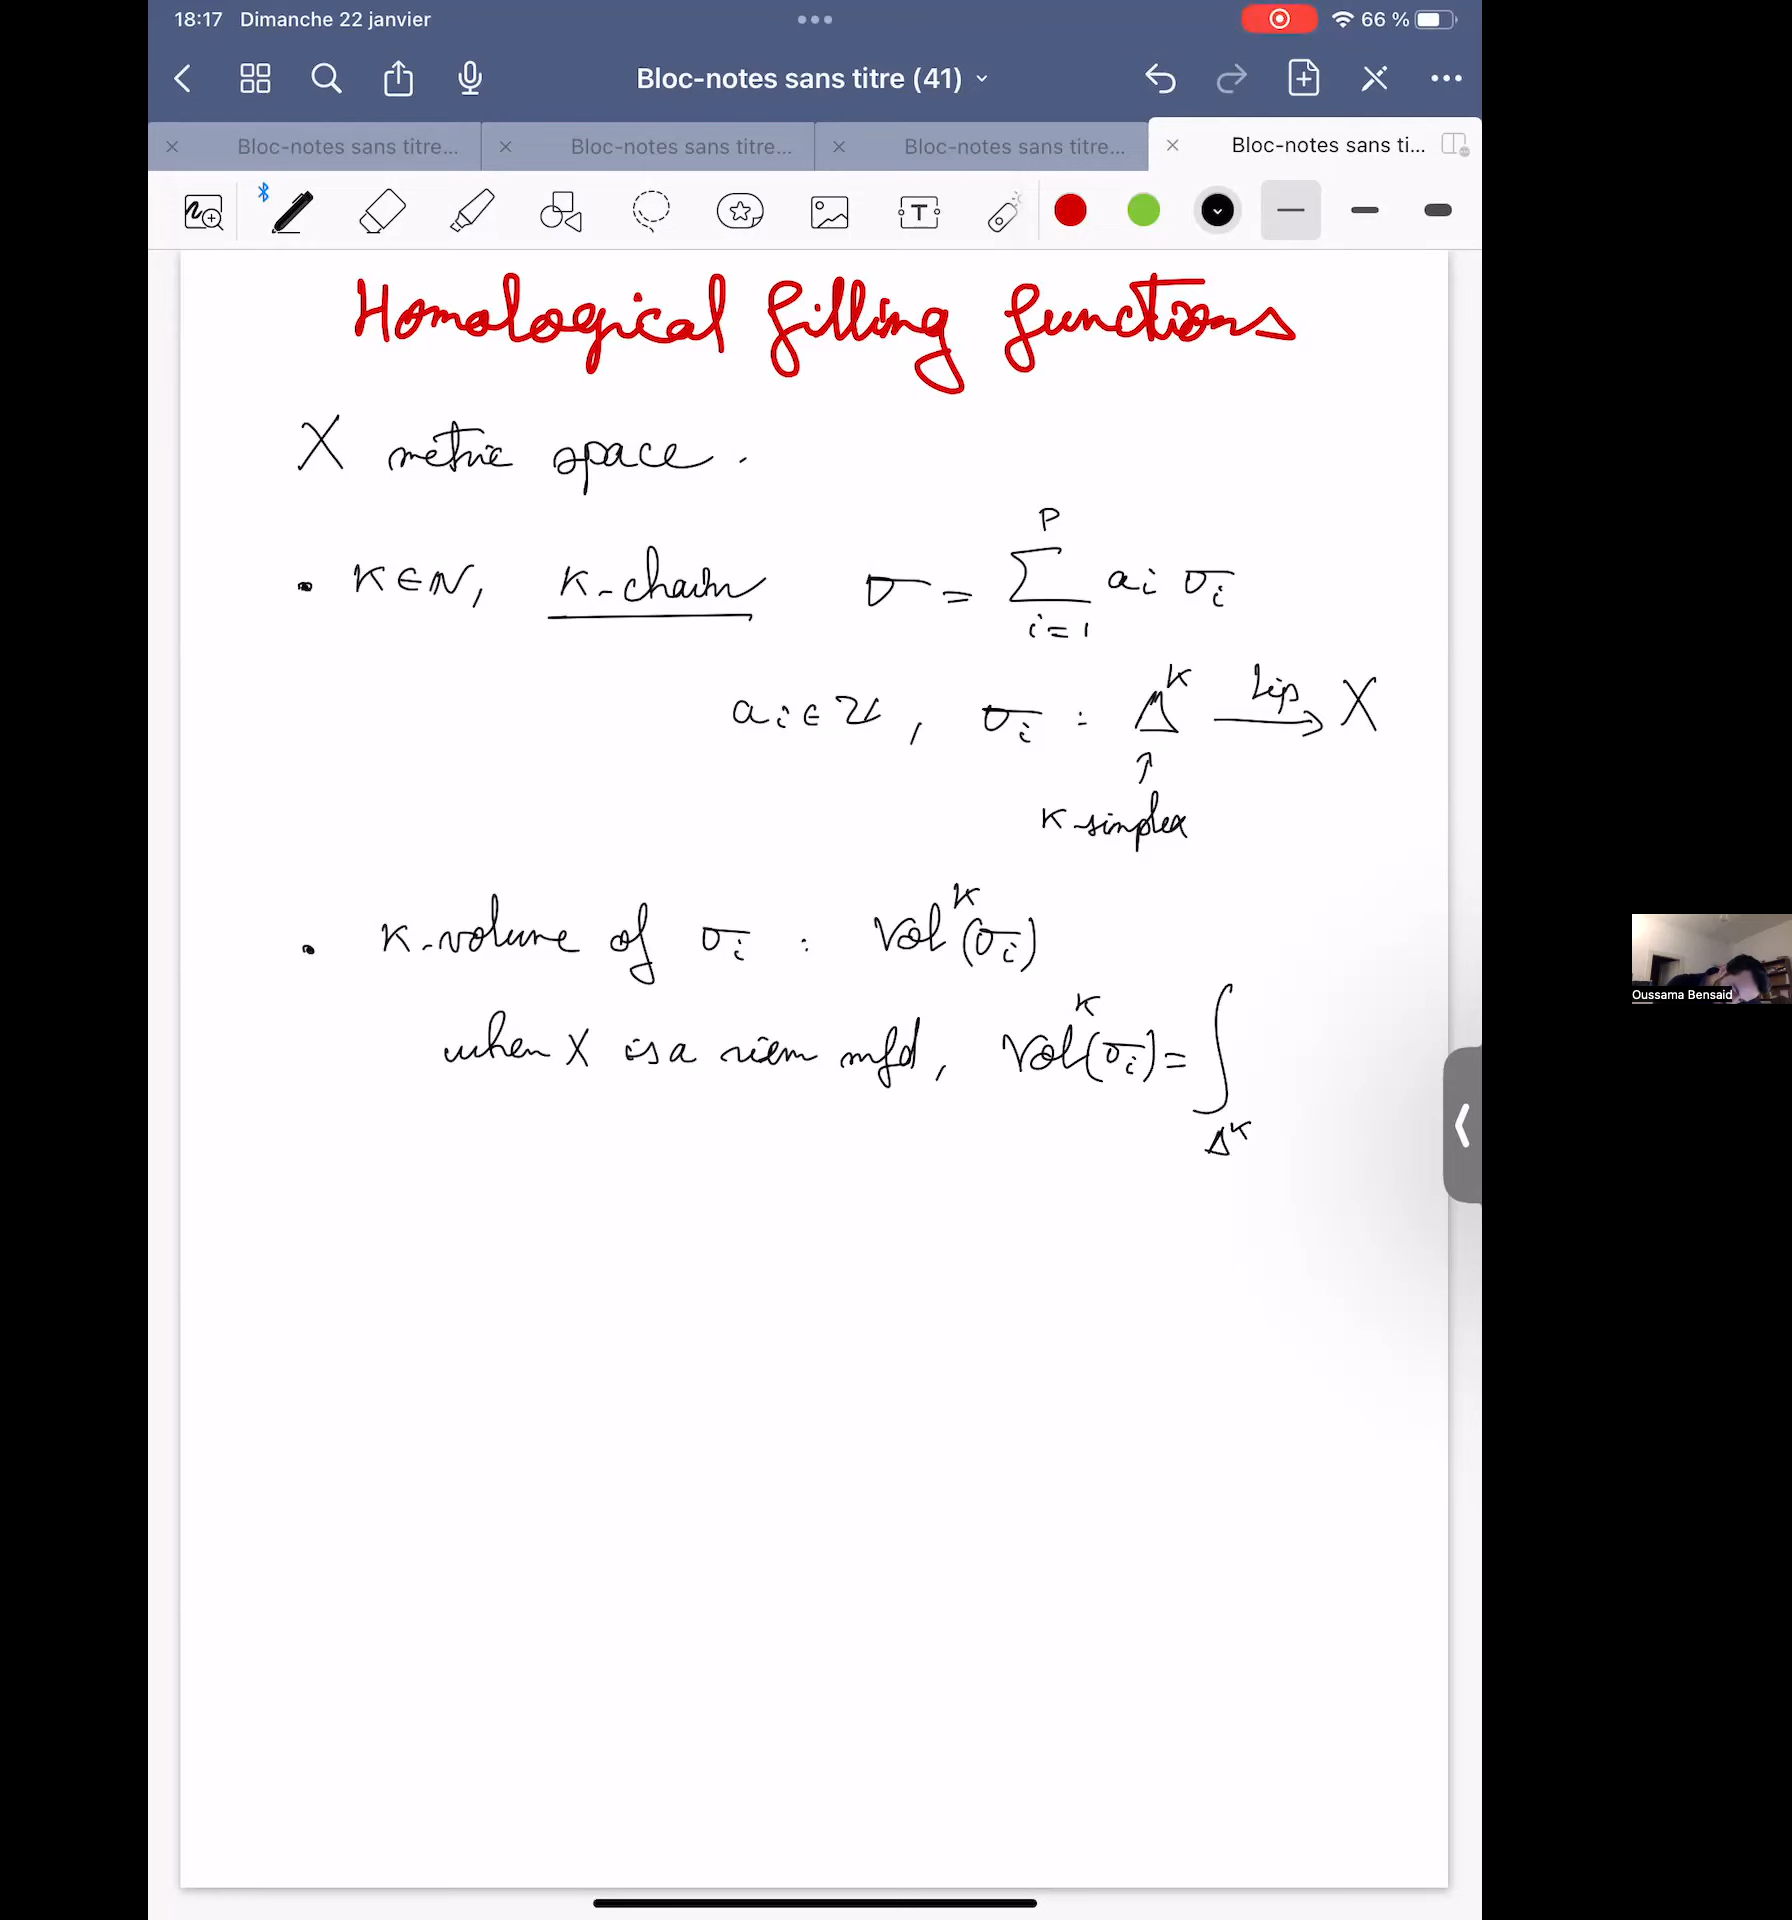 18:17 Dimanche 22 janvier 66 %
Bloc-notes sans titre (41)
Bloc-notes sans titre... Bloc-notes sans titre... Bloc-notes sans titre... Bloc-notes sans ti...
T
Homological filling functions
X metric space.
• K∈ℕ, K-chain σ = ∑_{i=1}^{P} a_i σ_i
a_i ∈ ℤ, σ_i : Δ^K →^{Lip} X
↑
K-simplex
• K-volume of σ_i : Vol^K(σ_i)
when X is a riem mfd, Vol^K(σ_i) = ∫_{Δ^K}
Oussama Bensaid